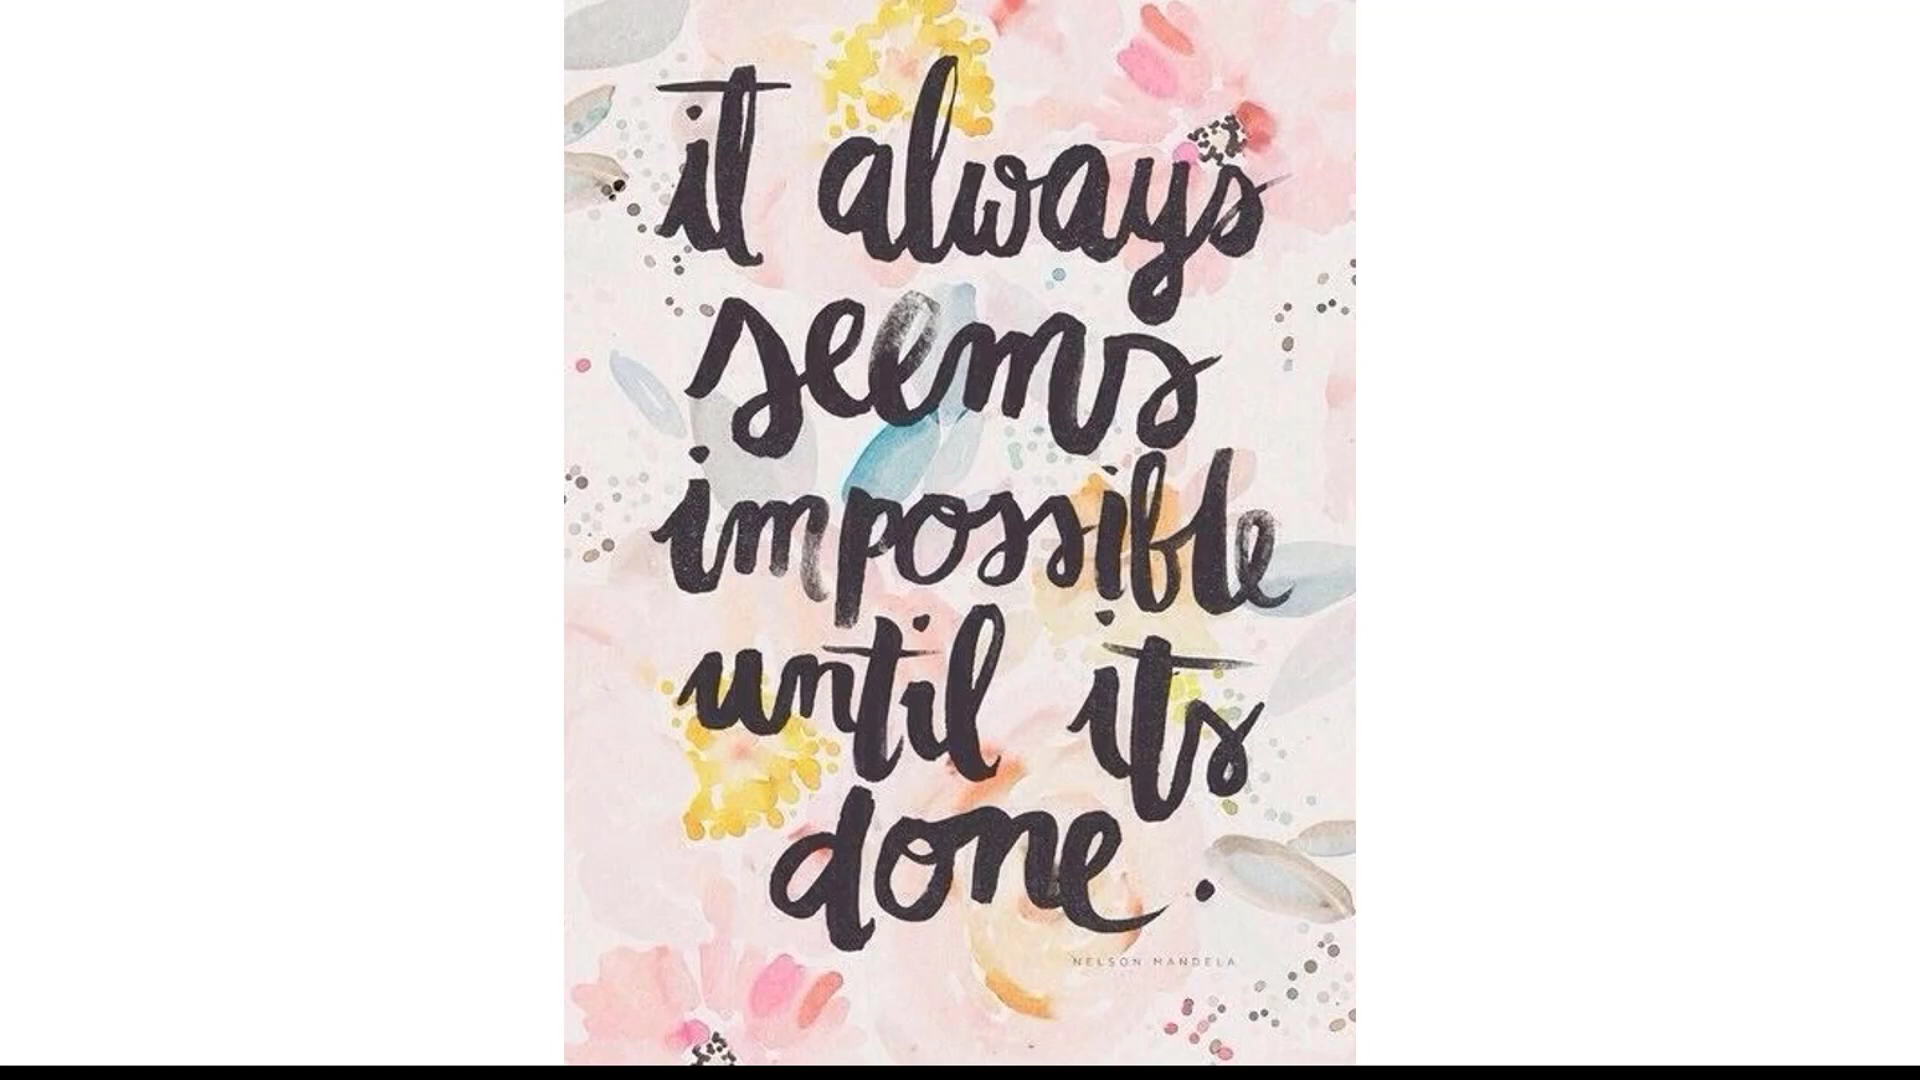 it always
seems
impossible
until its
done.
NELSON MANDELA